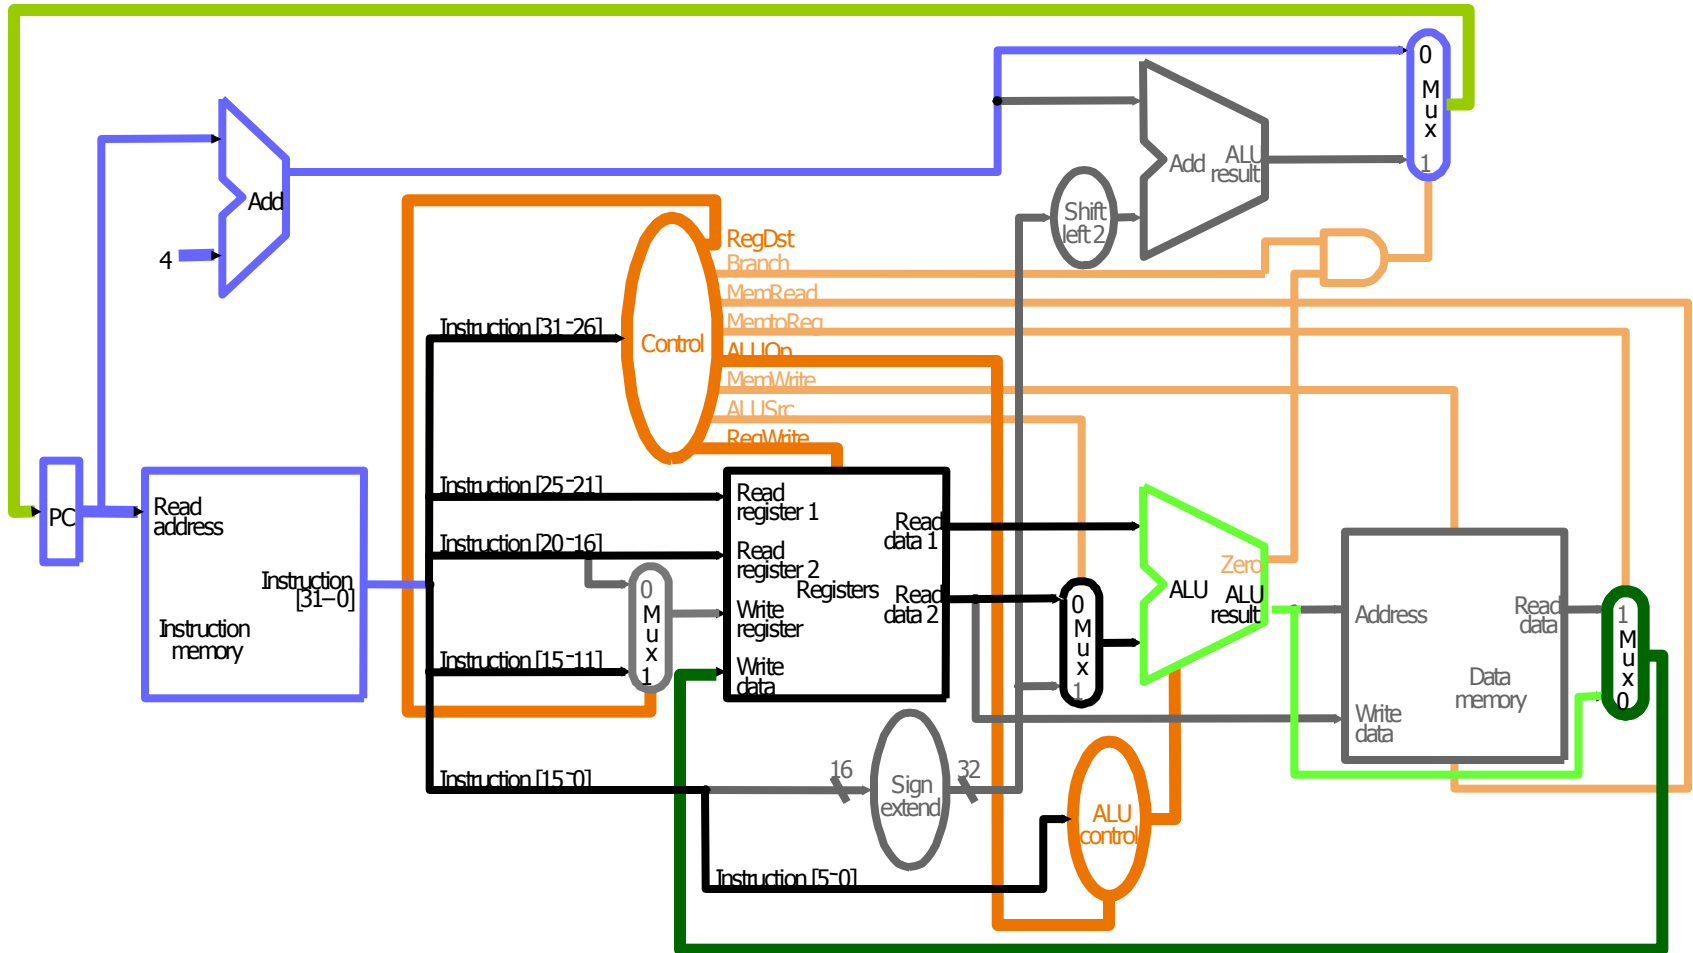 0
Mux
1
Add
ALU
result
Add
4
Shift
left 2
RegDst
Branch
MemRead
MemtoReg
ALUOp
MemWrite
ALUSrc
RegWrite
Control
Instruction [31-26]
Instruction [25-21]
Instruction [20-16]
Instruction [15-11]
Instruction [15-0]
Instruction [5-0]
PC
Read
address
Instruction
[31-0]
Instruction
memory
0
Mux
1
Read
register 1
Read
register 2
Write
register
Write
data
Registers
Read
data 1
Read
data 2
0
Mux
1
Zero
ALU
ALU
result
Address
Read
data
Data
memory
Write
data
1
Mux
0
16
Sign
extend
32
ALU
control